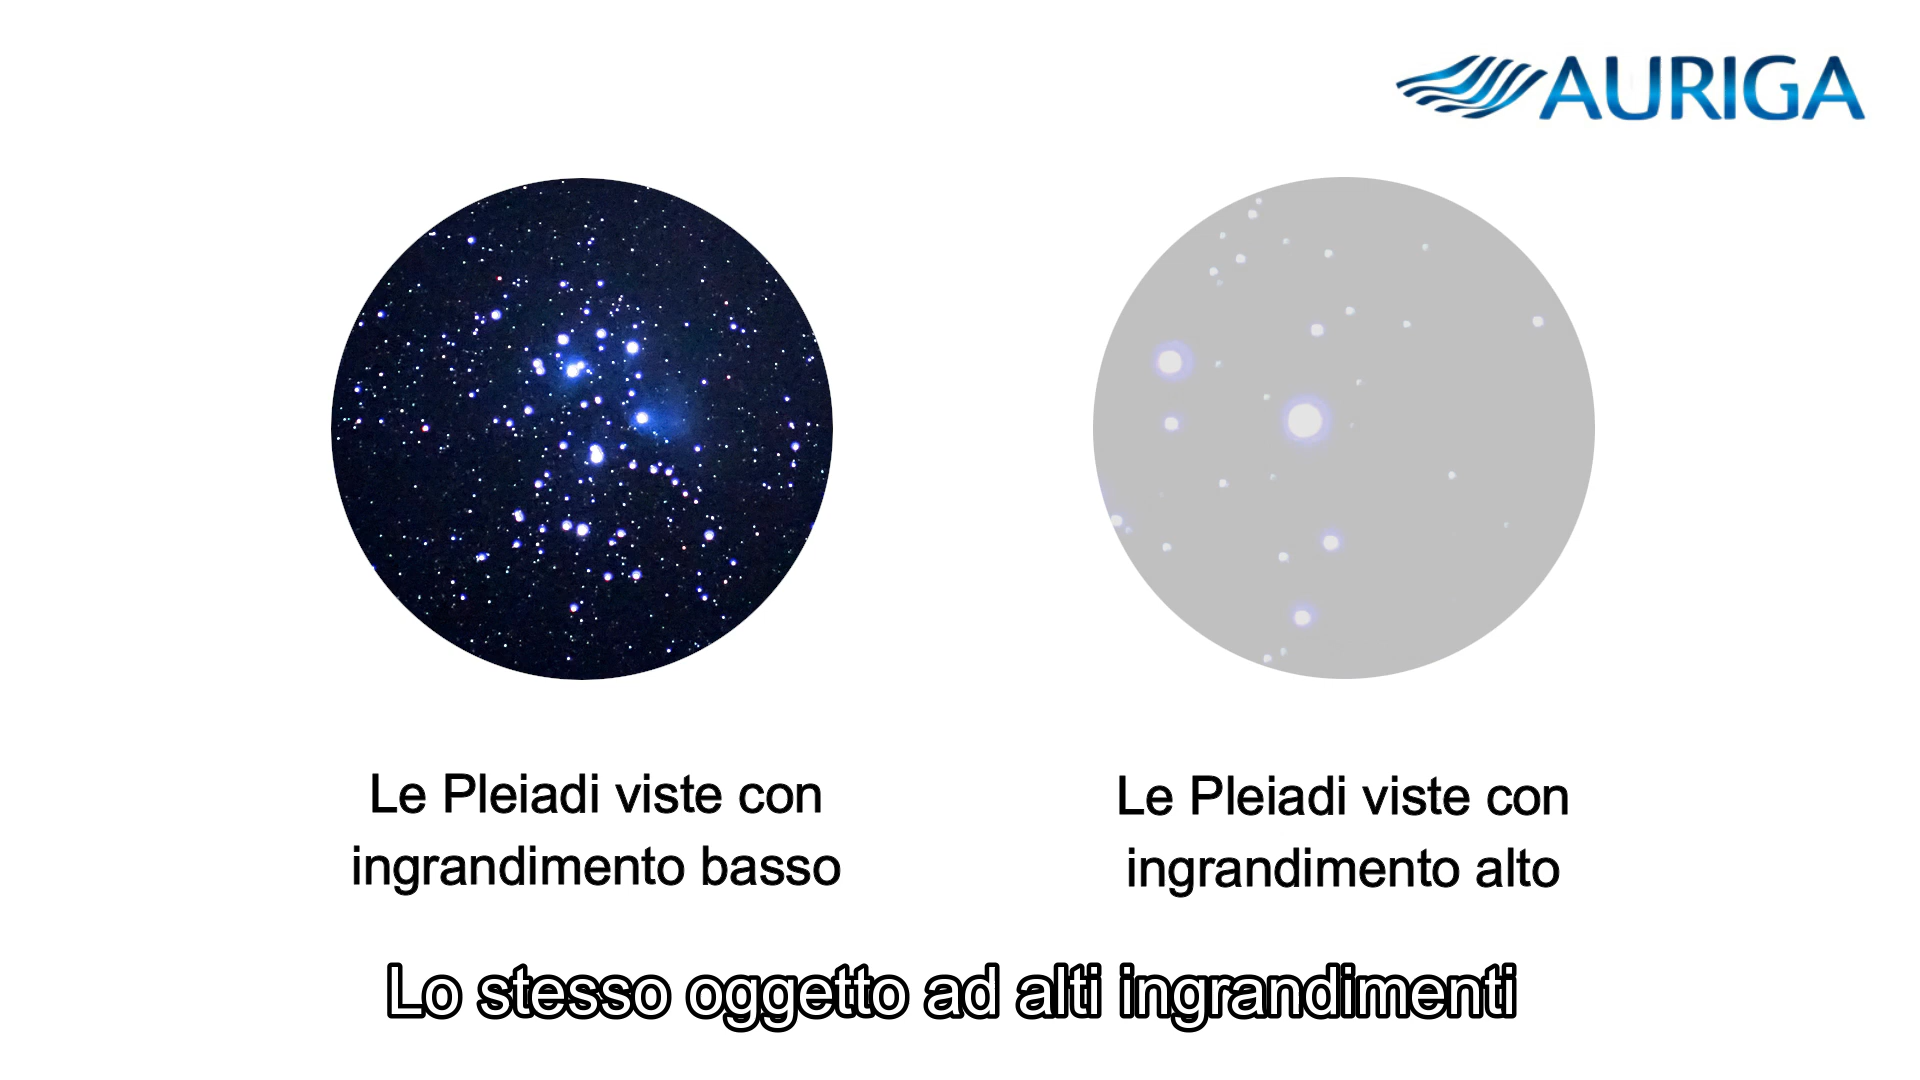 AURIGA
Le Pleiadi viste con
ingrandimento basso
Le Pleiadi viste con
ingrandimento alto
Lo stesso oggetto ad alti ingrandimenti